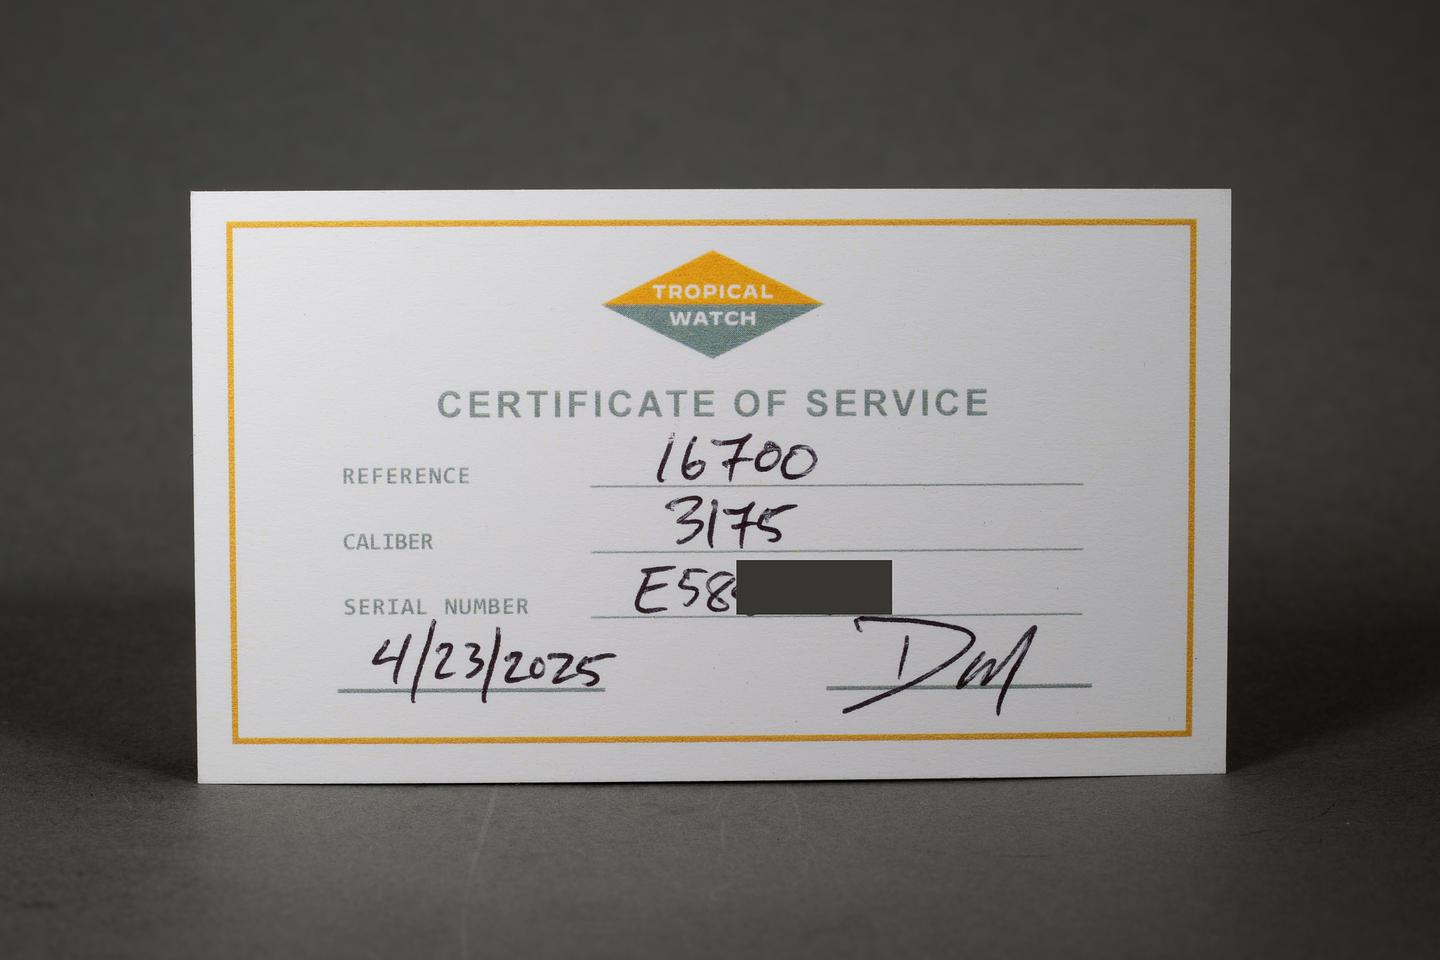 TROPICAL
WATCH
CERTIFICATE OF SERVICE
REFERENCE 16700
CALIBER 3175
SERIAL NUMBER E58
4/23/2025